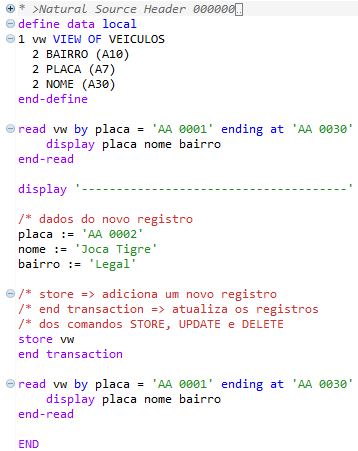 * >Natural Source Header 000000
define data local
1 vw VIEW OF VEICULOS
  2 BAIRRO (A10)
  2 PLACA (A7)
  2 NOME (A30)
end-define

read vw by placa = 'AA 0001' ending at 'AA 0030'
    display placa nome bairro
end-read

display '--------------------------------------'

/* dados do novo registro
placa := 'AA 0002'
nome := 'Joca Tigre'
bairro := 'Legal'

/* store => adiciona um novo registro
/* end transaction => atualiza os registros
/* dos comandos STORE, UPDATE e DELETE
store vw
end transaction

read vw by placa = 'AA 0001' ending at 'AA 0030'
    display placa nome bairro
end-read

END